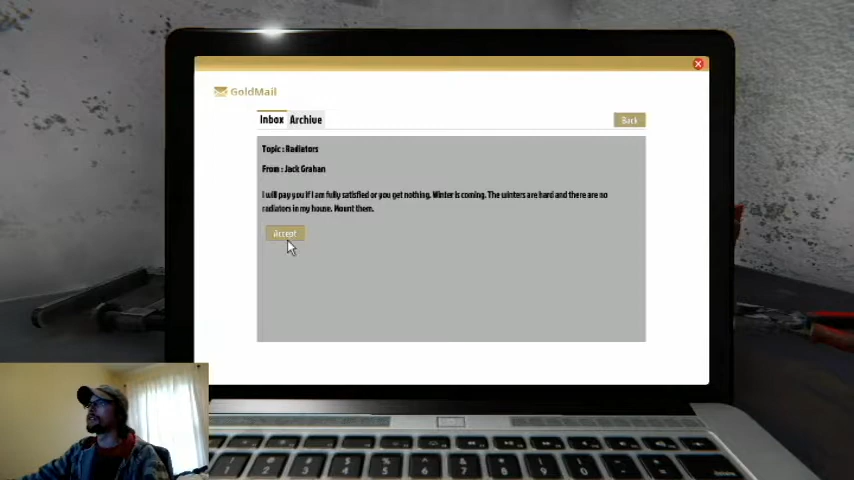 GoldMail
Inbox Archive
Back
Topic : Radiators
From : Jack Grahan
I will pay you if I am fully satisfied or you get nothing. Winter is coming. The winters are hard and there are no
radiators in my house. Mount them.
Accept